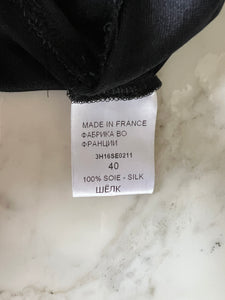 MADE IN FRANCE
ФАБРИКА ВО
ФРАНЦИИ
3H16SE0211
40
100% SOIE - SILK
ШЁЛК